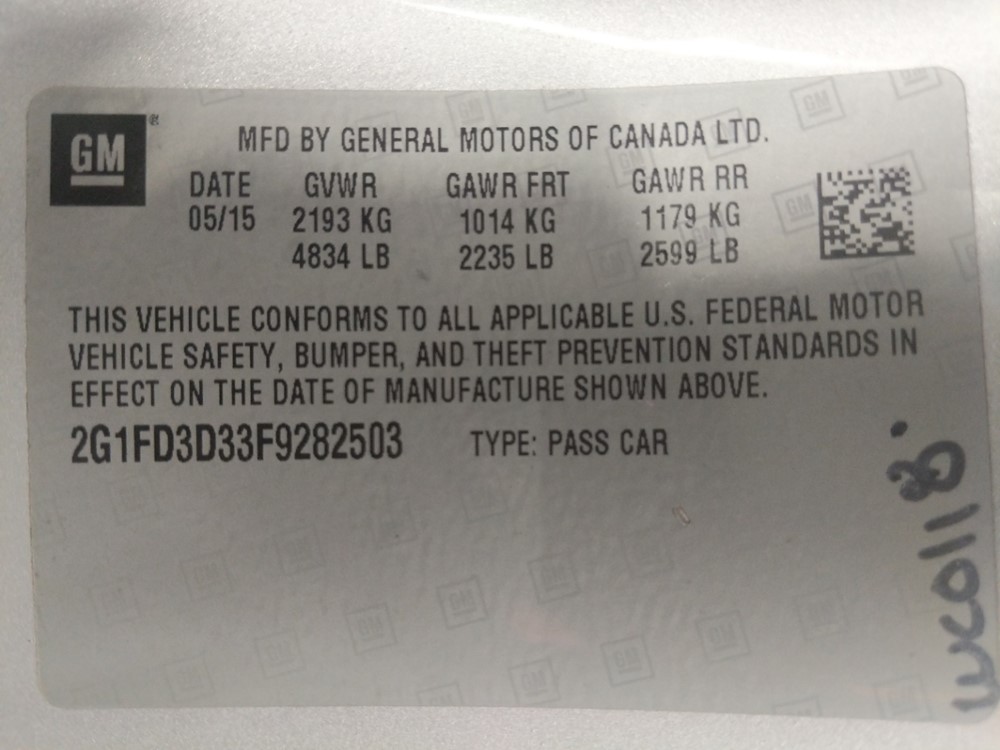 GM®
MFD BY GENERAL MOTORS OF CANADA LTD.
DATE GVWR GAWR FRT GAWR RR
05/15 2193 KG 1014 KG 1179 KG
4834 LB 2235 LB 2599 LB
THIS VEHICLE CONFORMS TO ALL APPLICABLE U.S. FEDERAL MOTOR
VEHICLE SAFETY, BUMPER, AND THEFT PREVENTION STANDARDS IN
EFFECT ON THE DATE OF MANUFACTURE SHOWN ABOVE.
2G1FD3D33F9282503 TYPE: PASS CAR